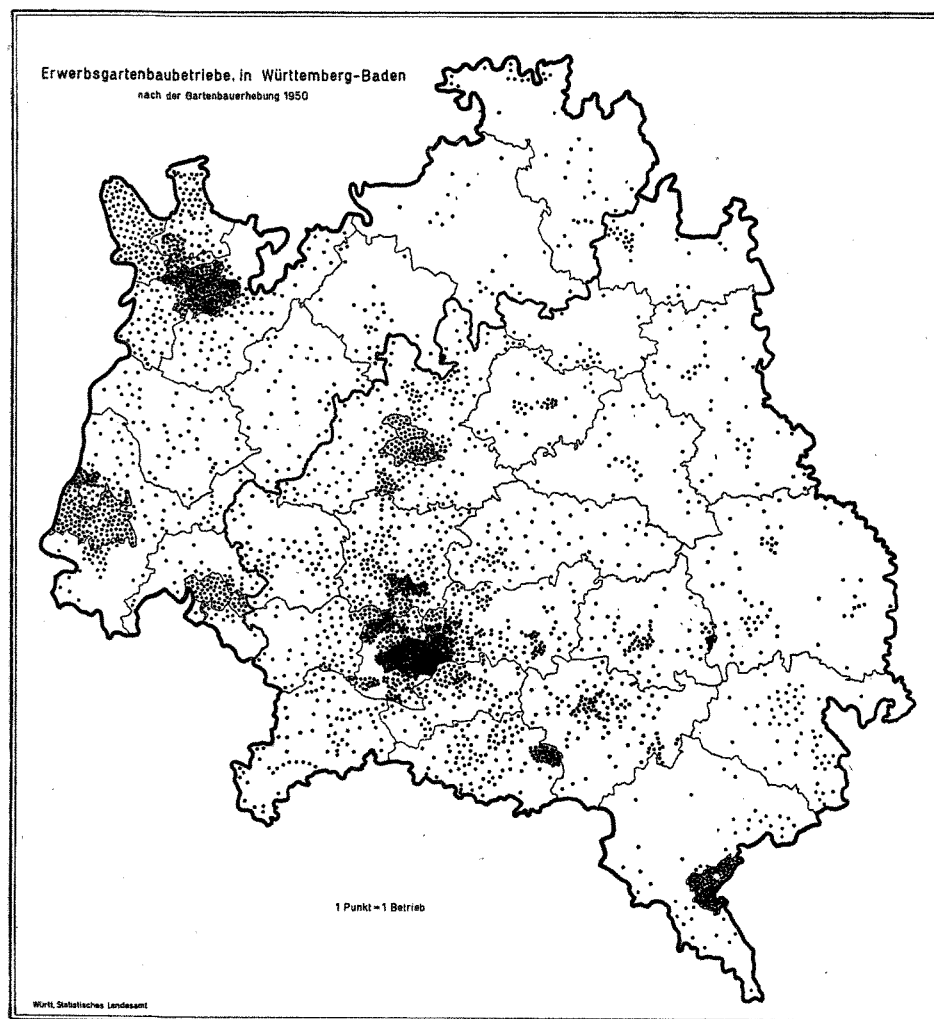 Erwerbsgartenbaubetriebe, in Württemberg-Baden
nach der Gartenbauerhebung 1950
1 Punkt = 1 Betrieb
Württ. Statistisches Landesamt